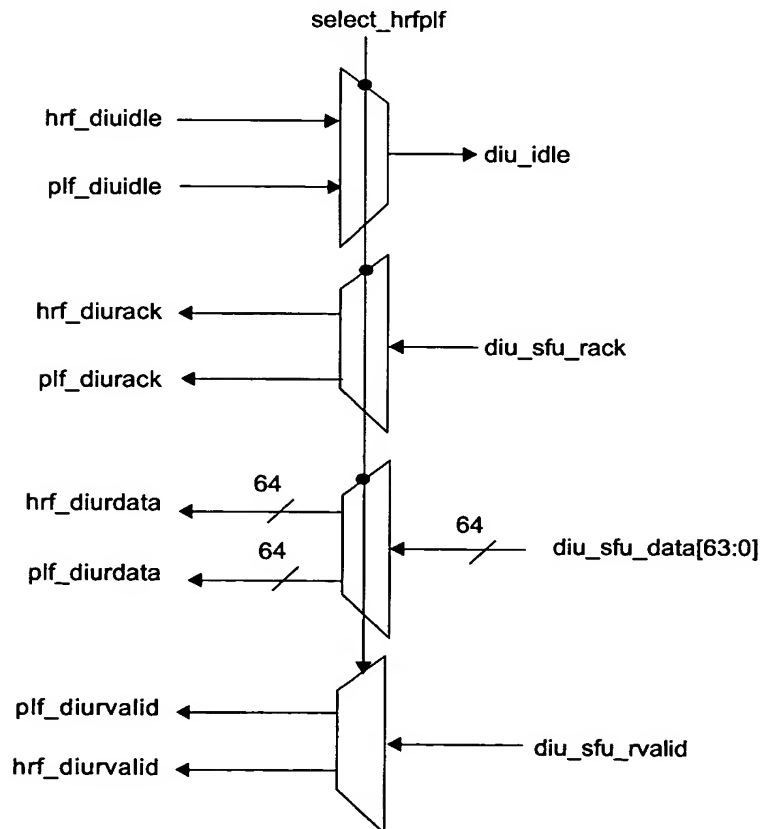 select_hrfplf
hrf_diuidle
diu_idle
plf_diuidle
hrf_diurack
diu_sfu_rack
plf_diurack
64
hrf_diurdata
64
diu_sfu_data[63:0]
64
plf_diurdata
plf_diurvalid
diu_sfu_rvalid
hrf_diurvalid